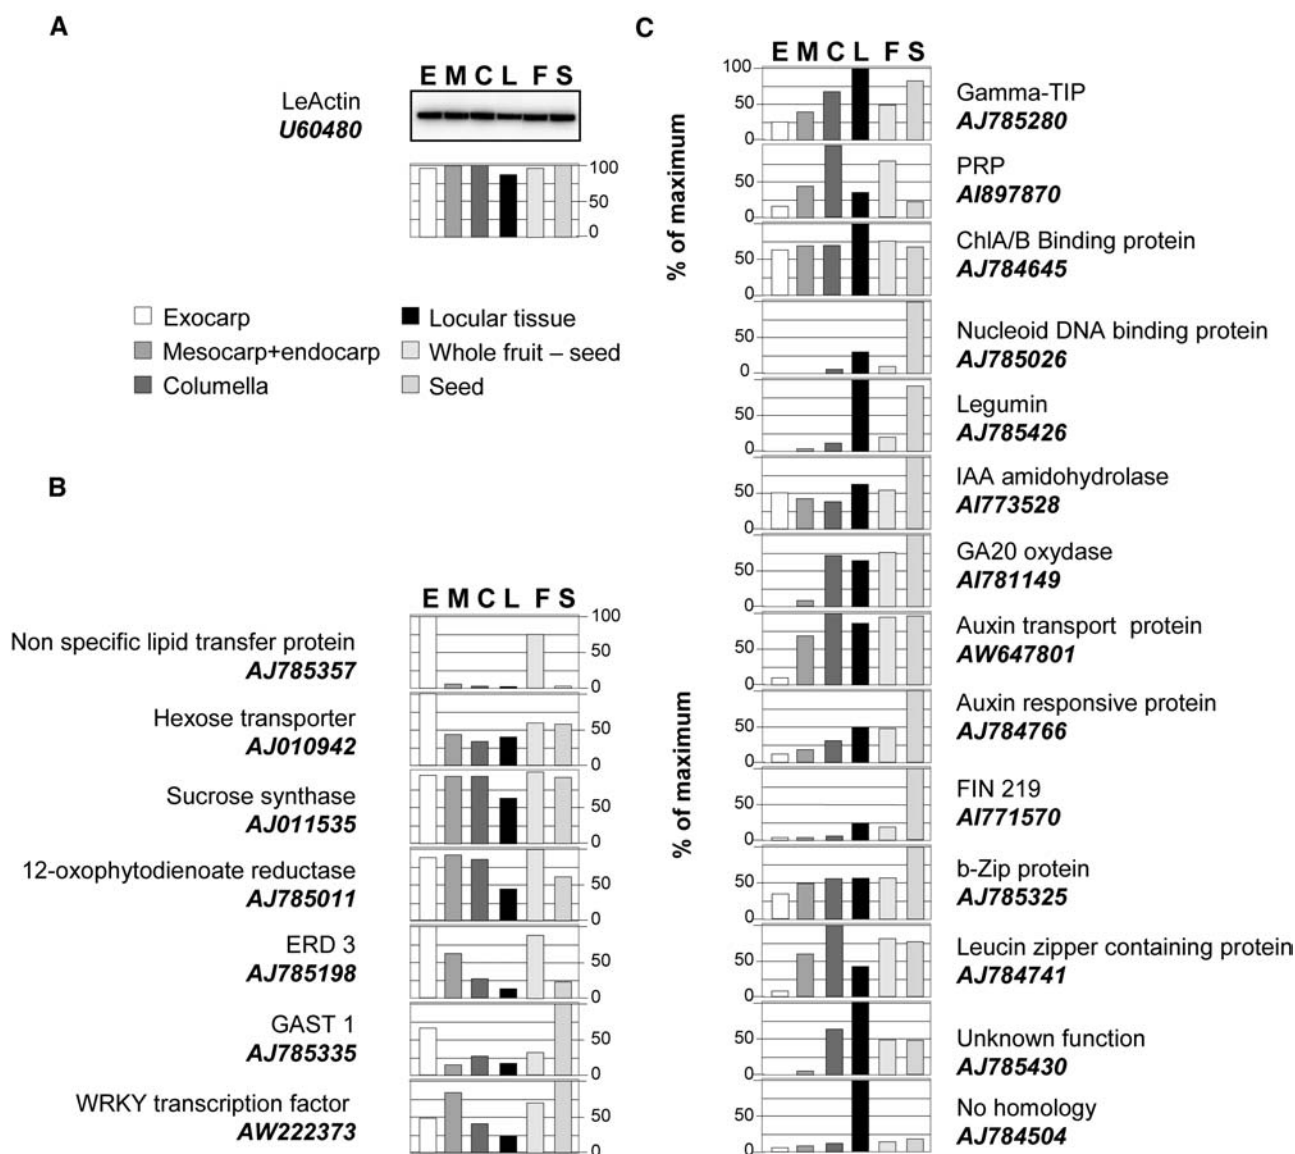 A
E M C L F S
LeActin
U60480
100
50
0
Exocarp
Mesocarp+endocarp
Columella
Locular tissue
Whole fruit – seed
Seed
B
E M C L F S
Non specific lipid transfer protein
AJ785357
100
50
0
Hexose transporter
AJ010942
50
0
Sucrose synthase
AJ011535
50
0
12-oxophytodienoate reductase
AJ785011
50
0
ERD 3
AJ785198
50
0
GAST 1
AJ785335
50
0
WRKY transcription factor
AW222373
50
0
C
E M C L F S
% of maximum
% of maximum
100
50
0
Gamma-TIP
AJ785280
50
0
PRP
AI897870
50
0
ChlA/B Binding protein
AJ784645
50
0
Nucleoid DNA binding protein
AJ785026
50
0
Legumin
AJ785426
50
0
IAA amidohydrolase
AI773528
50
0
GA20 oxydase
AI781149
50
0
Auxin transport protein
AW647801
50
0
Auxin responsive protein
AJ784766
50
0
FIN 219
AI771570
50
0
b-Zip protein
AJ785325
50
0
Leucin zipper containing protein
AJ784741
50
0
Unknown function
AJ785430
50
0
No homology
AJ784504